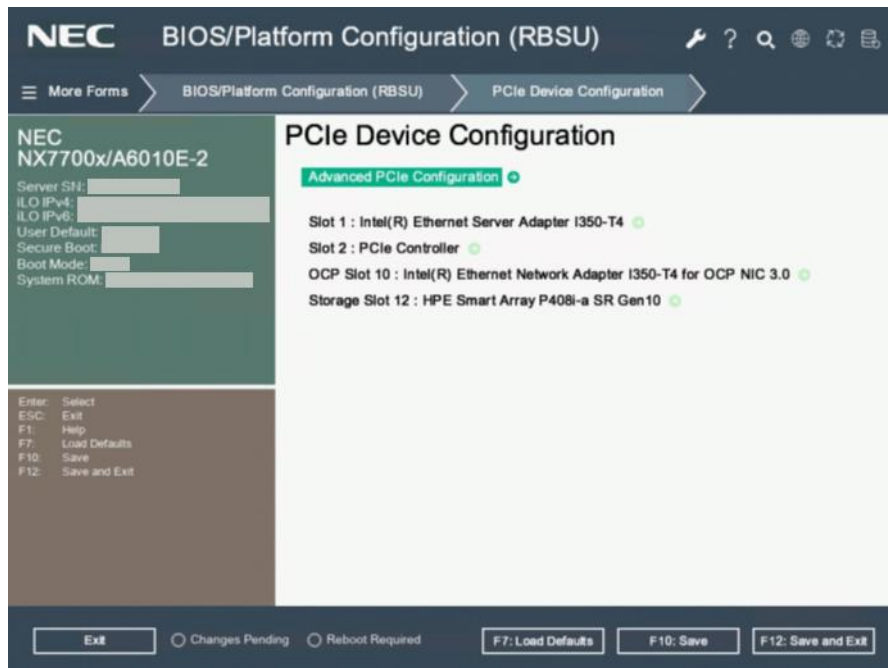 NEC BIOS/Platform Configuration (RBSU) ?
More Forms BIOS/Platform Configuration (RBSU) PCIe Device Configuration
NEC
NX7700x/A6010E-2
Server SN:
iLO IPv4:
iLO IPv6:
User Default:
Secure Boot:
Boot Mode:
System ROM:
Enter: Select
ESC: Exit
F1: Help
F7: Load Defaults
F10: Save
F12: Save and Exit
PCIe Device Configuration
Advanced PCIe Configuration
Slot 1 : Intel(R) Ethernet Server Adapter I350-T4
Slot 2 : PCIe Controller
OCP Slot 10 : Intel(R) Ethernet Network Adapter I350-T4 for OCP NIC 3.0
Storage Slot 12 : HPE Smart Array P408i-a SR Gen10
Exit Changes Pending Reboot Required F7: Load Defaults F10: Save F12: Save and Exit